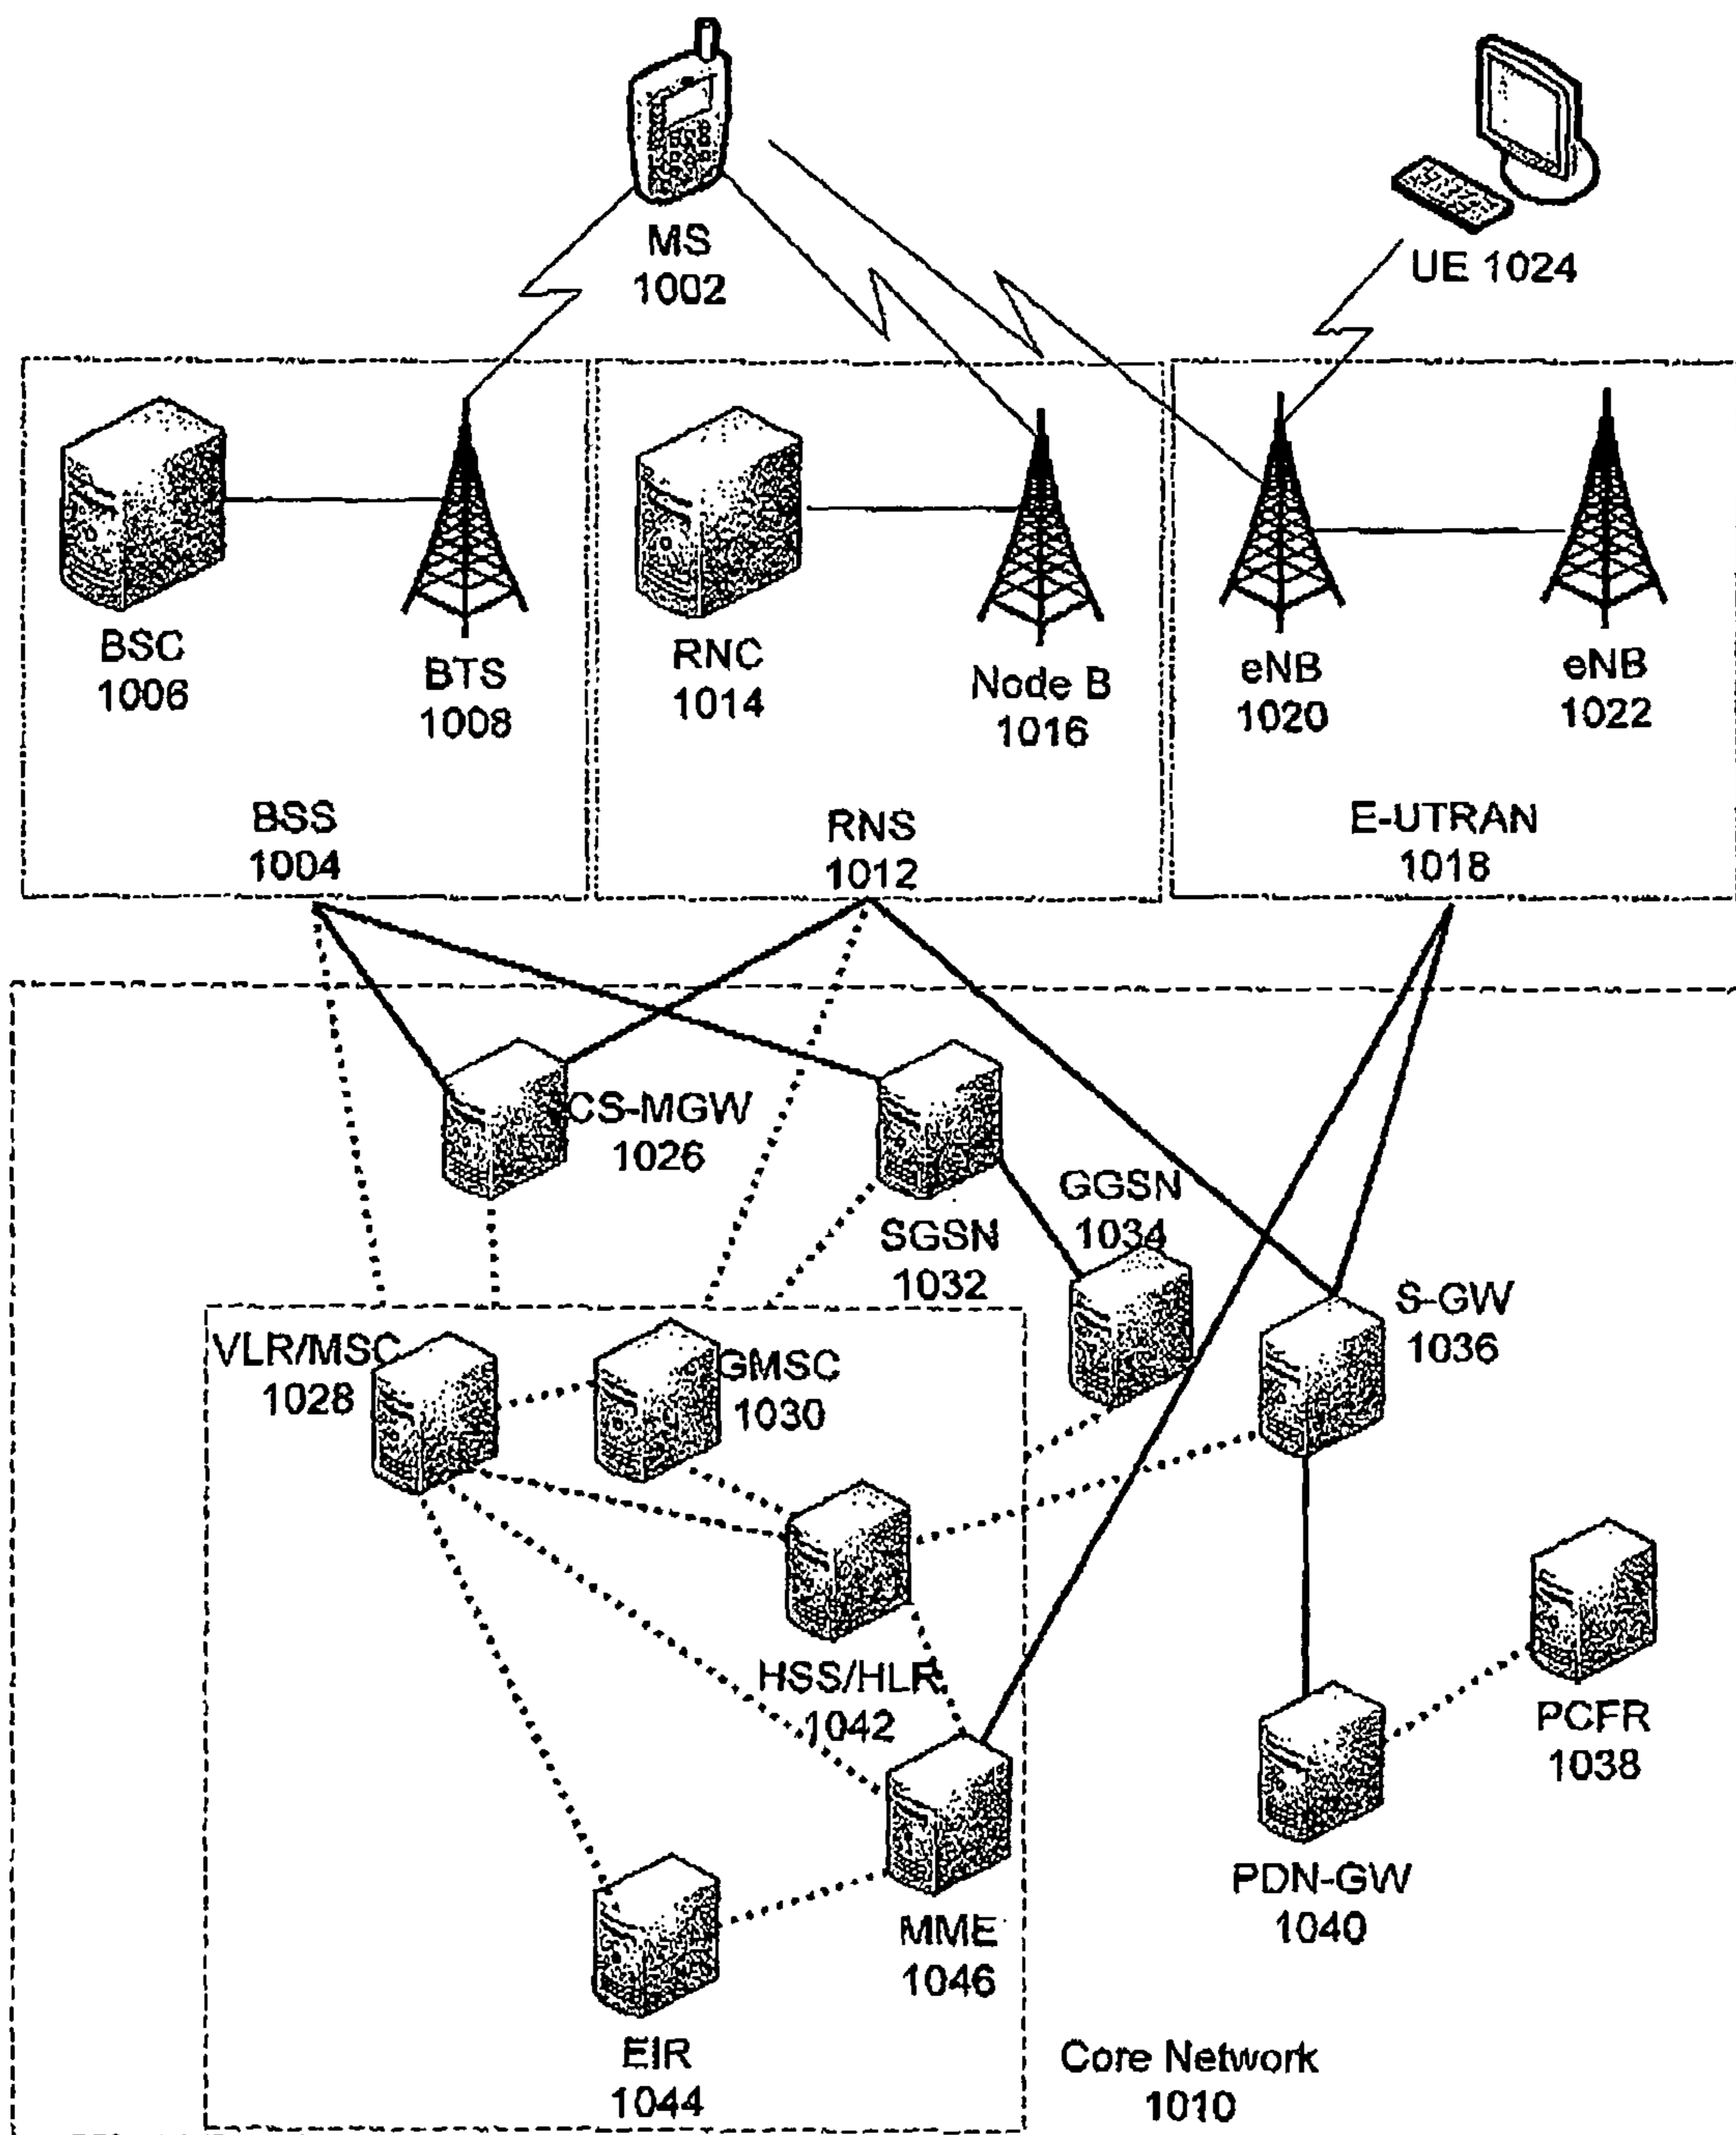 MS
1002
UE 1024
BSC
1006
BTS
1008
RNC
1014
Node B
1016
eNB
1020
eNB
1022
BSS
1004
RNS
1012
E-UTRAN
1018
CS-MGW
1026
SGSN
1032
GGSN
1034
S-GW
1036
VLR/MSC
1028
GMSC
1030
HSS/HLR
1042
PCFR
1038
PDN-GW
1040
MME
1046
EIR
1044
Core Network
1010